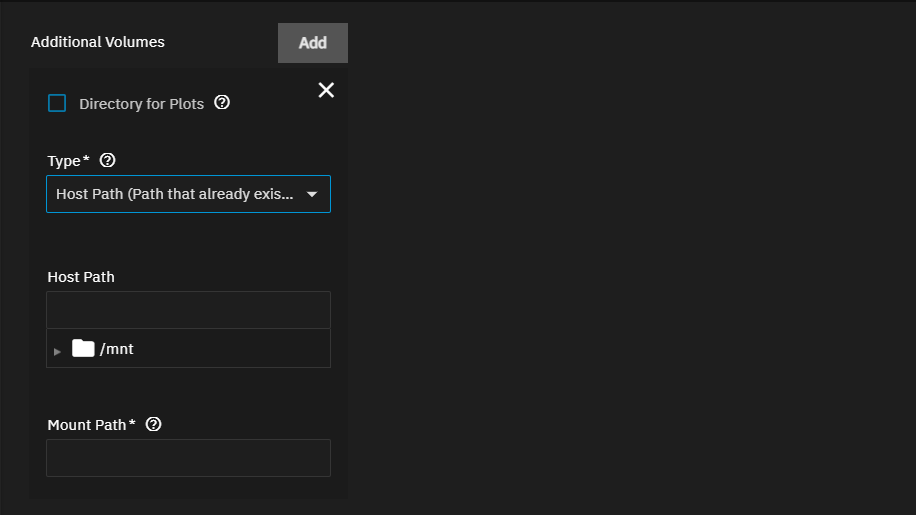 Additional Volumes
Add
Directory for Plots
Type*
Host Path (Path that already exis...
Host Path
/mnt
Mount Path*